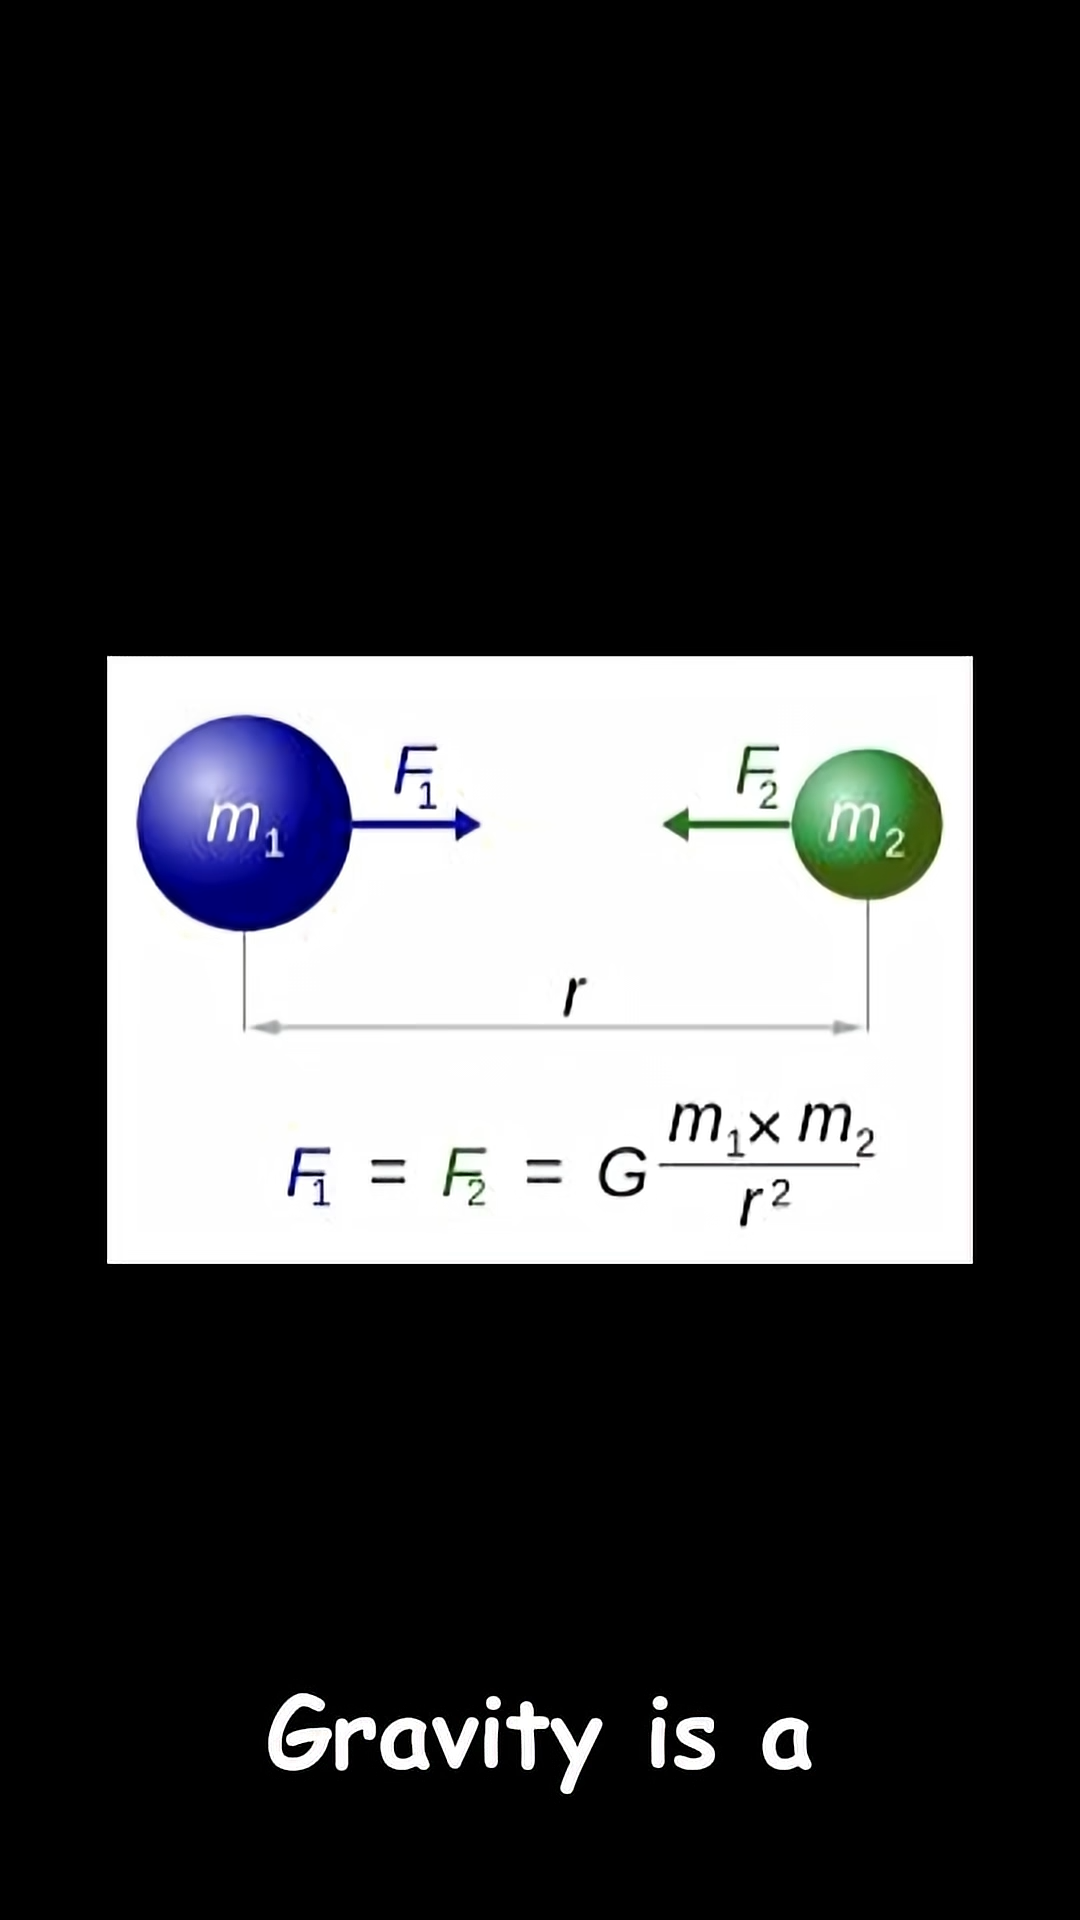 F₁ F₂
m₁ m₂
r
F₁ = F₂ = G m₁ x m₂ / r²
Gravity is a